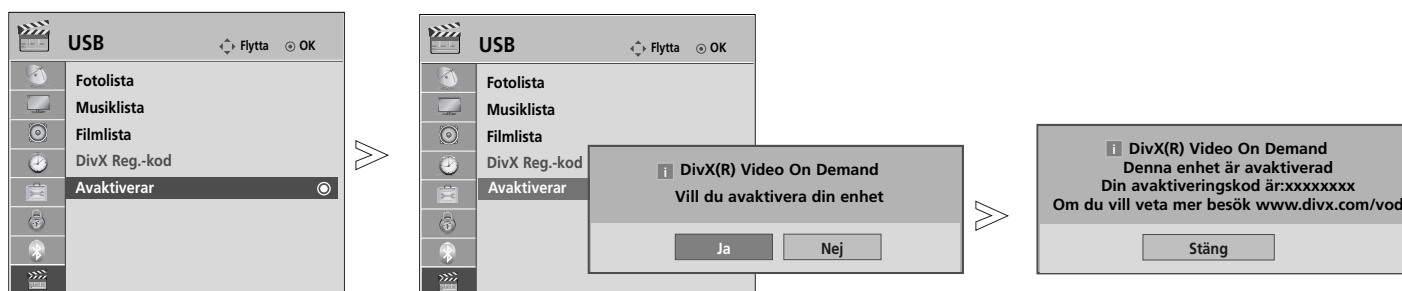 USB Flytta OK
Fotolista
Musiklista
Filmlista
DivX Reg.-kod
Avaktiverar
USB Flytta OK
Fotolista
Musiklista
Filmlista
DivX Reg.-kod
Avaktiverar
i DivX(R) Video On Demand
Vill du avaktivera din enhet
Ja Nej
i DivX(R) Video On Demand
Denna enhet är avaktiverad
Din avaktiveringskod är:xxxxxxxx
Om du vill veta mer besök www.divx.com/vod
Stäng